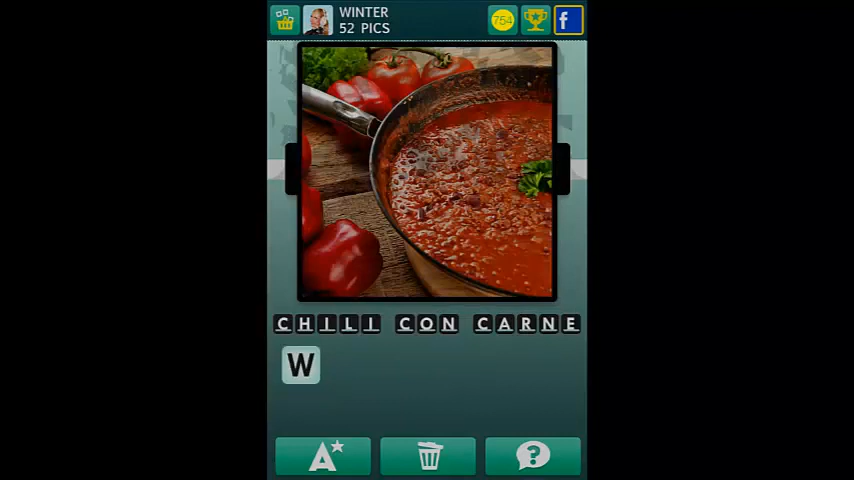 WINTER
52 PICS
754
f
CHILI CON CARNE
W
A
?